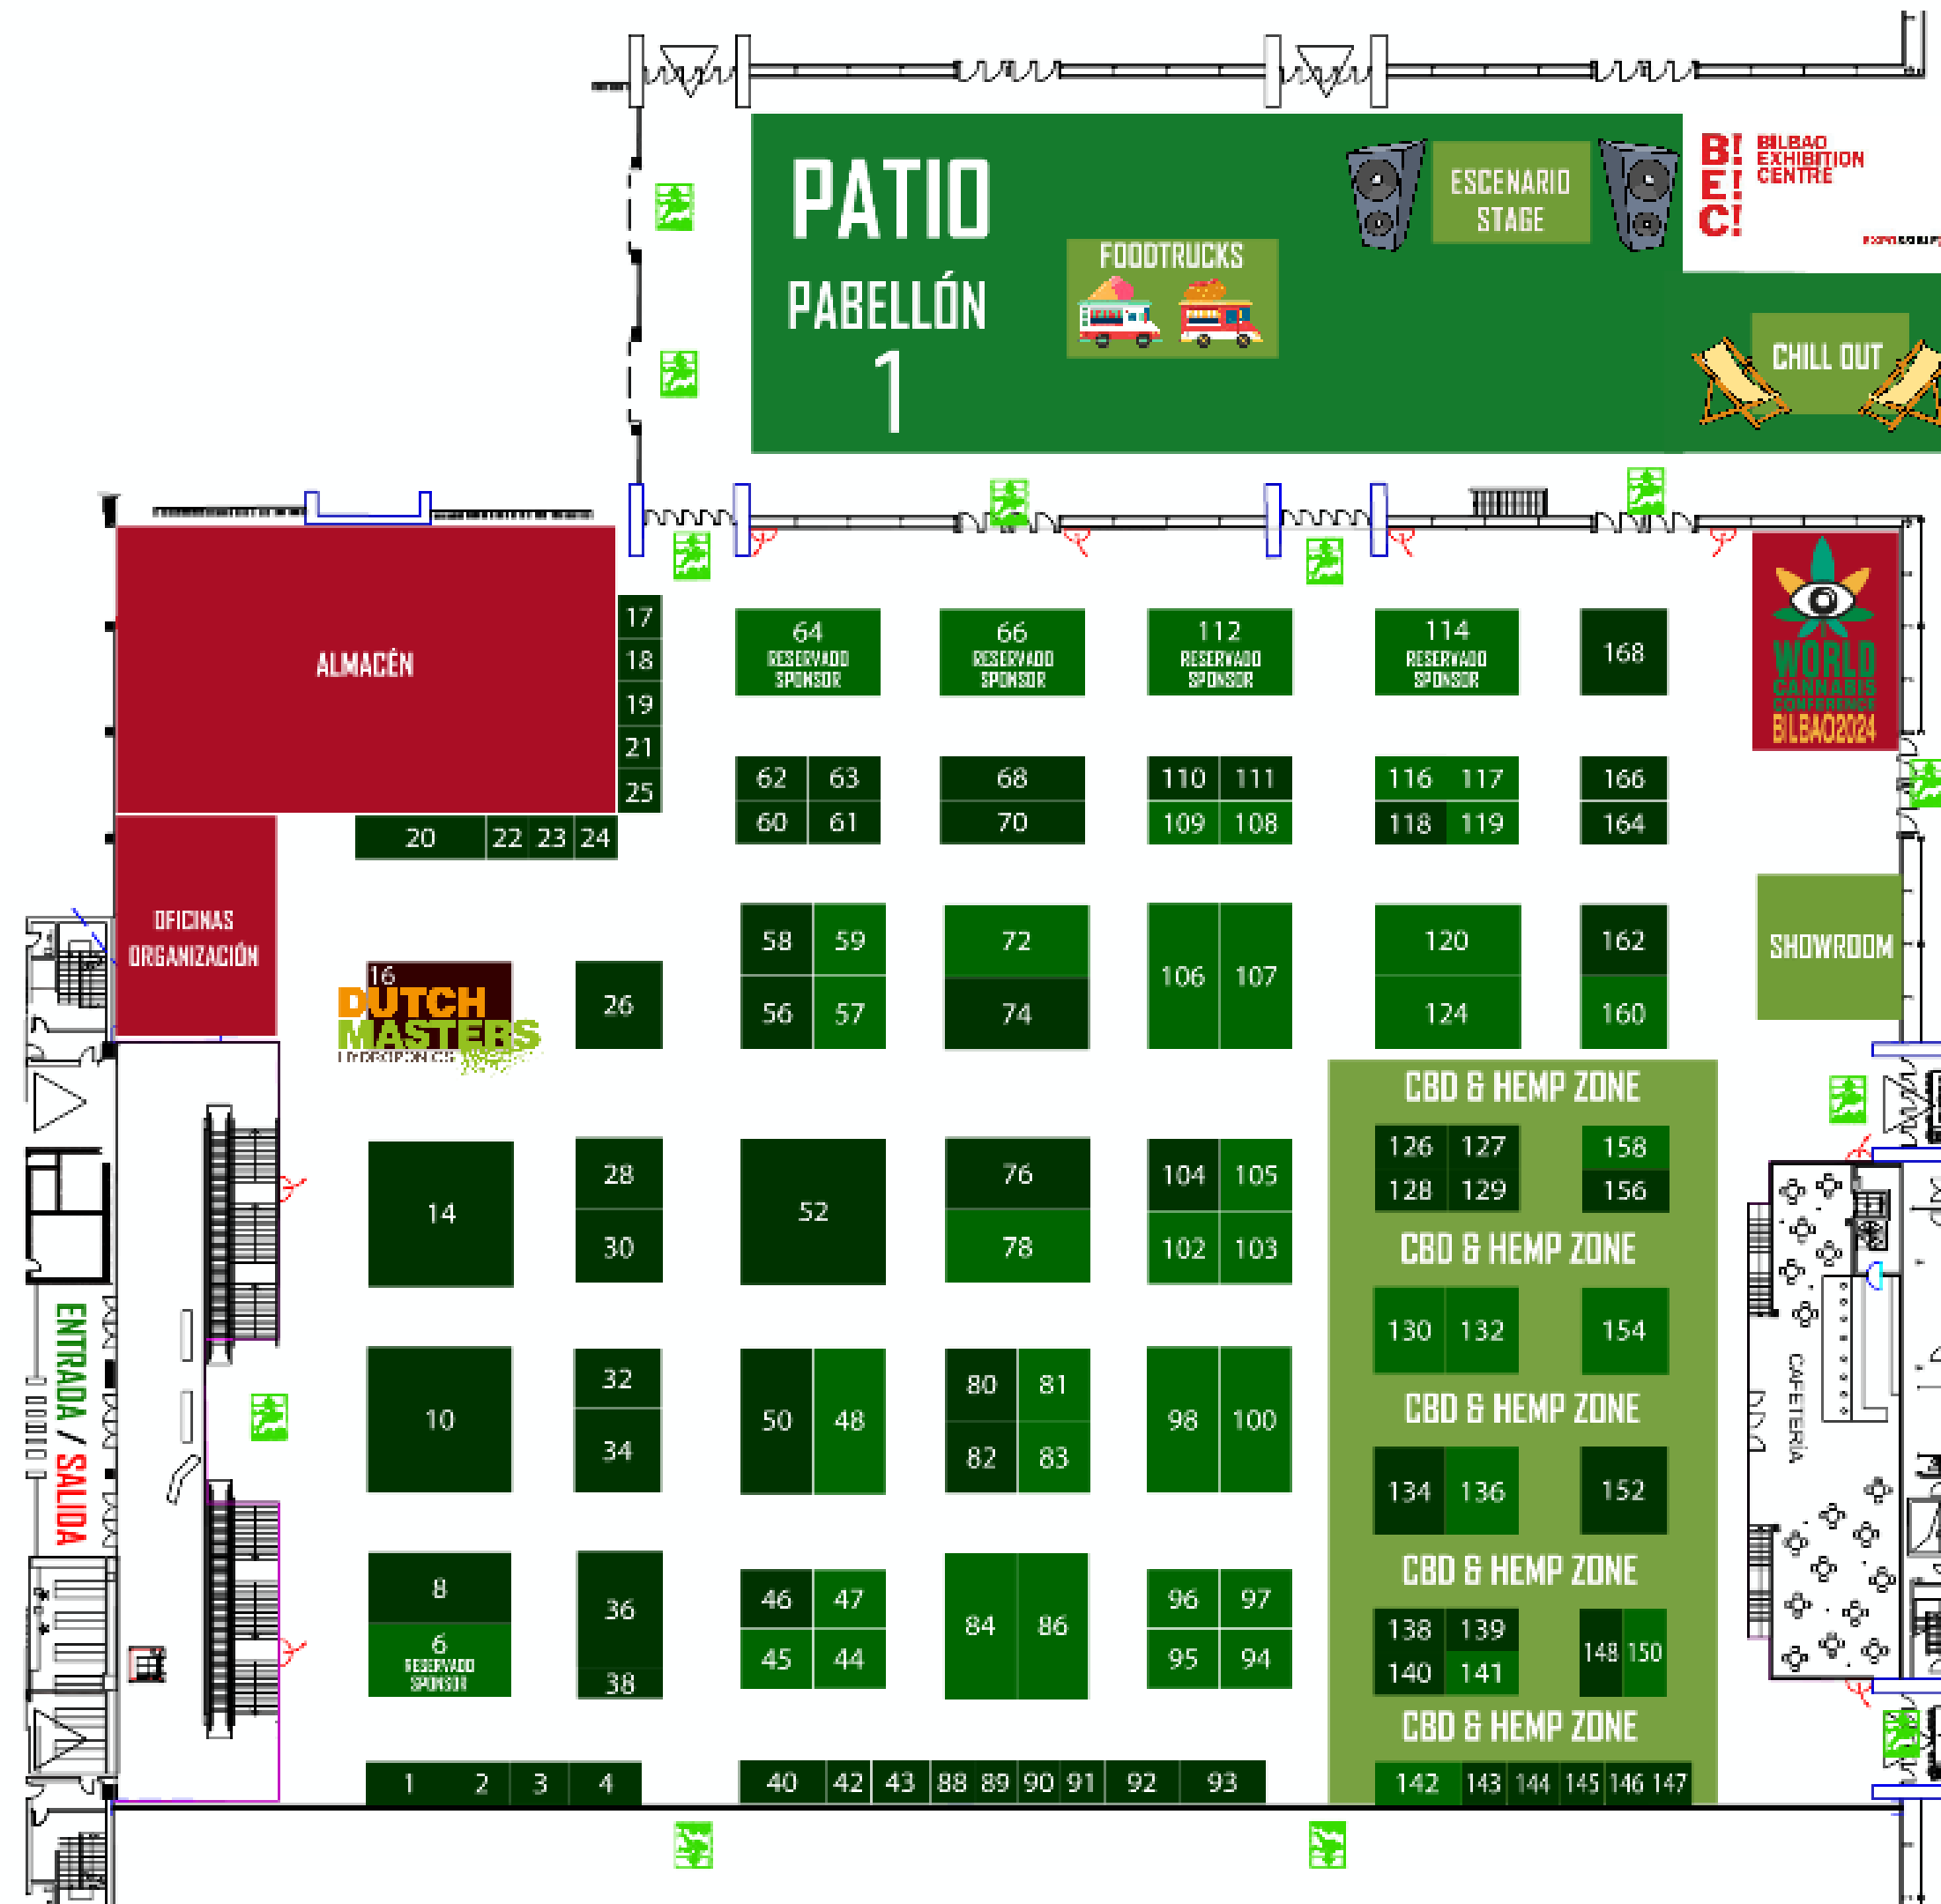 PATIO
PABELLÓN
1
FOODTRUCKS
ESCENARIO
STAGE
B!
E!
C!
BILBAO
EXHIBITION
CENTRE
CHILL OUT
ALMACÉN
17
18
19
21
25
20 22 23 24
64
RESERVADO
SPONSOR
66
RESERVADO
SPONSOR
112
RESERVADO
SPONSOR
114
RESERVADO
SPONSOR
168
WORLD
CANNABIS
CONFERENCE
BILBAO2024
62 63 68 110 111 116 117 166
60 61 70 109 108 118 119 164
OFICINAS
ORGANIZACIÓN
16
DUTCH
MASTERS
HYDROPONICS
26
58 59 72 120 162
106 107
56 57 74 124 160
SHOWROOM
CBD & HEMP ZONE
126 127 158
128 129 156
14
28
30
52
76
78
104 105
102 103
CBD & HEMP ZONE
130 132 154
ENTRADA / SALIDA
10
32
34
50 48
80 81
82 83
98 100
CBD & HEMP ZONE
134 136 152
CAFETERÍA
CBD & HEMP ZONE
8
6
RESERVADO
SPONSOR
36
38
46 47
45 44
84 86
96 97
95 94
138 139
140 141
148 150
CBD & HEMP ZONE
1 2 3 4
40 42 43 88 89 90 91 92 93
142 143 144 145 146 147